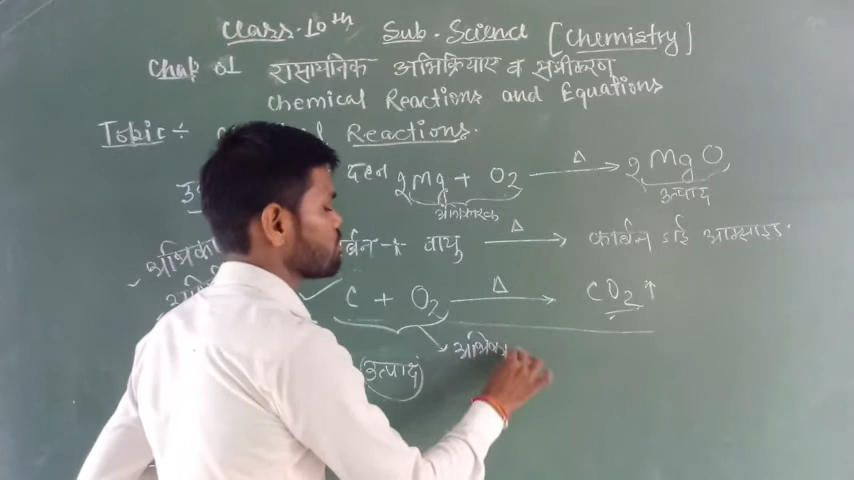 Class-10th Sub-Science [Chemistry]
Chap 01 रासायनिक अभिक्रियाए व समीकरण
Chemical Reactions and Equations
Topic ÷ Reactions.
दहन 2Mg + O2 —Δ→ 2MgO
अभिकारक उत्पाद
+ वायु —Δ→ कार्बन डाई आक्साइड
C + O2 —Δ→ CO2↑
उत्पाद